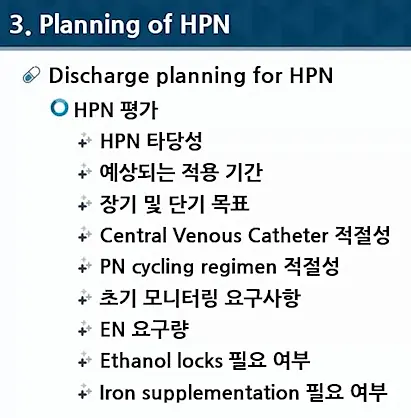 3. Planning of HPN
Discharge planning for HPN
HPN 평가
HPN 타당성
예상되는 적용 기간
장기 및 단기 목표
Central Venous Catheter 적절성
PN cycling regimen 적절성
초기 모니터링 요구사항
EN 요구량
Ethanol locks 필요 여부
Iron supplementation 필요 여부